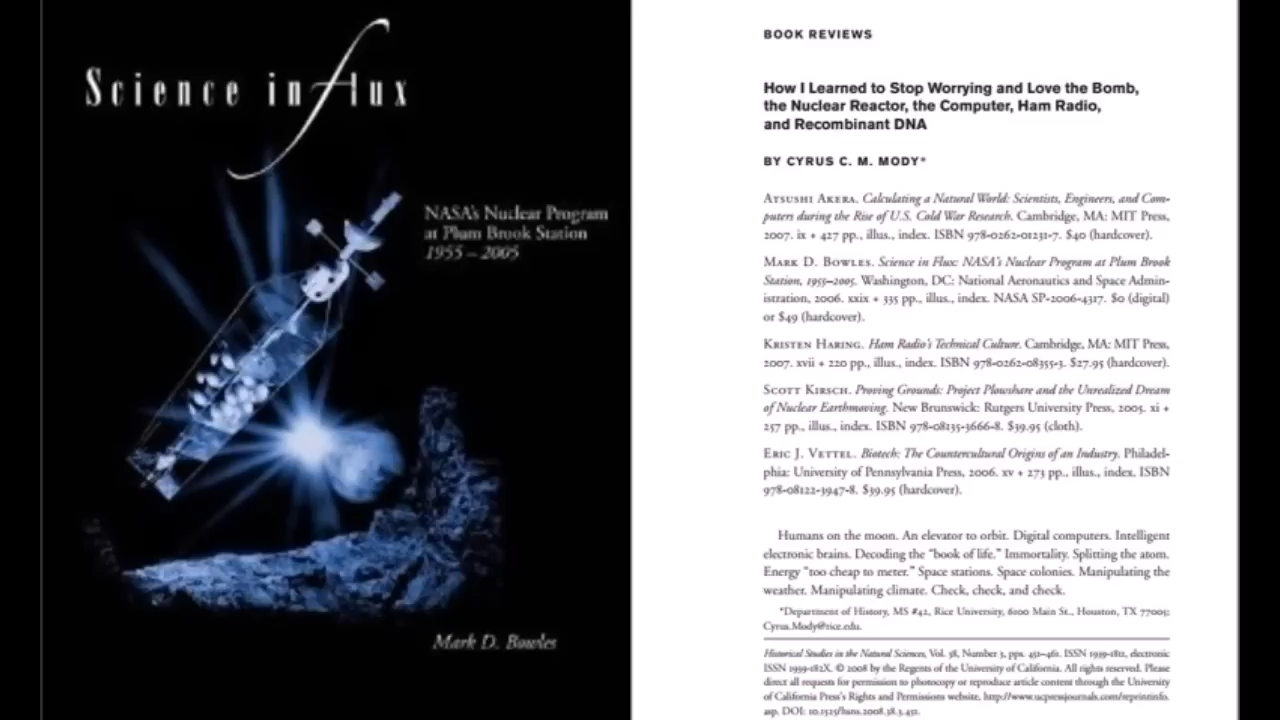 Science in flux
NASA's Nuclear Program
at Plum Brook Station
1955 – 2005
Mark D. Bowles
BOOK REVIEWS
How I Learned to Stop Worrying and Love the Bomb,
the Nuclear Reactor, the Computer, Ham Radio,
and Recombinant DNA
BY CYRUS C. M. MODY*
Atsushi Akera. Calculating a Natural World: Scientists, Engineers, and Com-
puters during the Rise of U.S. Cold War Research. Cambridge, MA: MIT Press,
2007. ix + 427 pp., illus., index. ISBN 978-0262-01231-7. $40 (hardcover).
Mark D. Bowles. Science in Flux: NASA's Nuclear Program at Plum Brook
Station, 1955–2005. Washington, DC: National Aeronautics and Space Admin-
istration, 2006. xxix + 335 pp., illus., index. NASA SP-2006-4317. $0 (digital)
or $49 (hardcover).
Kristen Haring. Ham Radio's Technical Culture. Cambridge, MA: MIT Press,
2007. xvii + 220 pp., illus., index. ISBN 978-0262-08355-3. $27.95 (hardcover).
Scott Kirsch. Proving Grounds: Project Plowshare and the Unrealized Dream
of Nuclear Earthmoving. New Brunswick: Rutgers University Press, 2005. xi +
257 pp., illus., index. ISBN 978-08135-3666-8. $39.95 (cloth).
Eric J. Vettel. Biotech: The Countercultural Origins of an Industry. Philadel-
phia: University of Pennsylvania Press, 2006. xv + 273 pp., illus., index. ISBN
978-08122-3947-8. $39.95 (hardcover).
Humans on the moon. An elevator to orbit. Digital computers. Intelligent
electronic brains. Decoding the “book of life.” Immortality. Splitting the atom.
Energy “too cheap to meter.” Space stations. Space colonies. Manipulating the
weather. Manipulating climate. Check, check, and check.
*Department of History, MS #42, Rice University, 6100 Main St., Houston, TX 77005;
Cyrus.Mody@rice.edu.
Historical Studies in the Natural Sciences, Vol. 38, Number 3, pps. 451–461. ISSN 1939-1811, electronic
ISSN 1939-182X. © 2008 by the Regents of the University of California. All rights reserved. Please
direct all requests for permission to photocopy or reproduce article content through the University
of California Press's Rights and Permissions website, http://www.ucpressjournals.com/reprintinfo.
asp. DOI: 10.1525/hsns.2008.38.3.451.